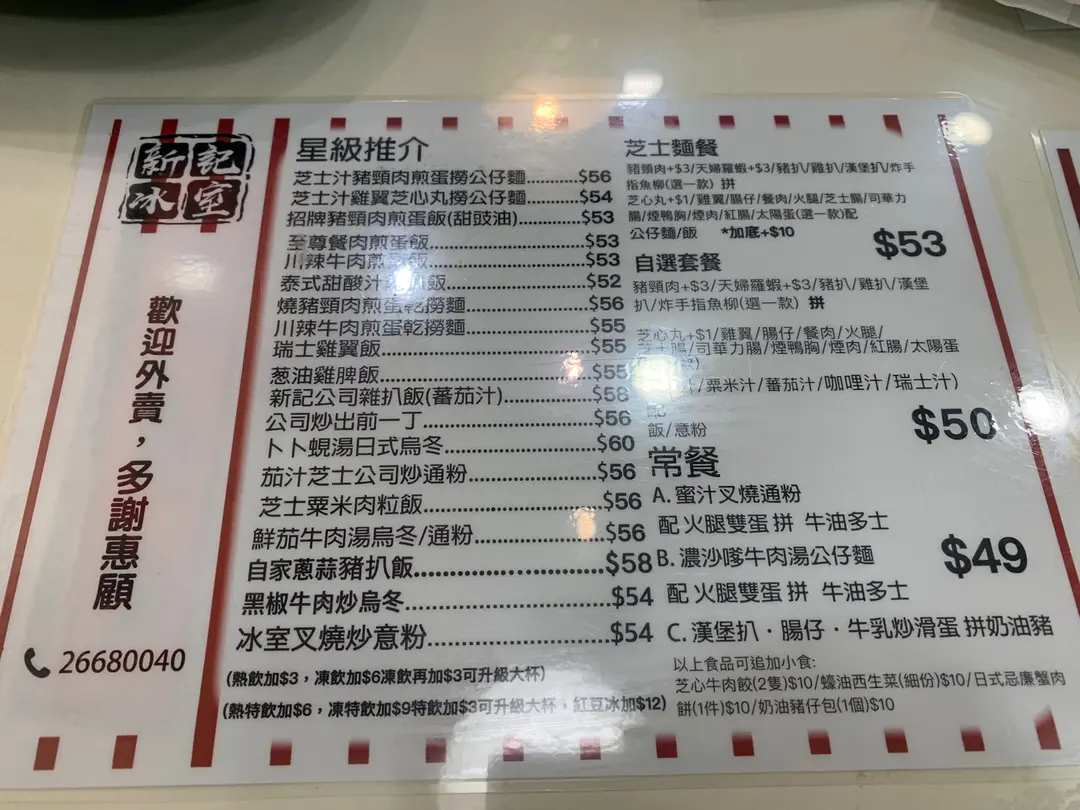 新記
冰室
歡迎外賣，多謝惠顧
26680040
星級推介
芝士汁豬頸肉煎蛋撈公仔麵............$56
芝士汁雞翼芝心丸撈公仔麵............$54
招牌豬頸肉煎蛋飯(甜豉油)............$53
至尊餐肉煎蛋飯............$53
川辣牛肉煎飯............$53
泰式甜酸汁飯............$52
燒豬頸肉煎蛋乾撈麵............$56
川辣牛肉煎蛋乾撈麵............$55
瑞士雞翼飯............$55
葱油雞脾飯............$55
新記公司雜扒飯(蕃茄汁)............$58
公司炒出前一丁............$56
卜卜蜆湯日式烏冬............$60
茄汁芝士公司炒通粉............$56
芝士粟米肉粒飯............$56
鮮茄牛肉湯烏冬/通粉............$56
自家蔥蒜豬扒飯............$58
黑椒牛肉炒烏冬............$54
冰室叉燒炒意粉............$54
(熱飲加$3，凍飲加$6凍飲再加$3可升級大杯)
(熱特飲加$6，凍特飲加$9特飲加$3可升級大杯，紅豆冰加$12)
芝士麵餐
豬頸肉+$3/天婦羅蝦+$3/豬扒/雞扒/漢堡扒/炸手
指魚柳(選一款) 拼
芝心丸+$1/雞翼/腸仔/餐肉/火腿/芝士腸/司華力
腸/煙鴨胸/煙肉/紅腸/太陽蛋(選一款)配
公仔麵/飯 *加底+$10
$53
自選套餐
豬頸肉+$3/天婦羅蝦+$3/豬扒/雞扒/漢堡
扒/炸手指魚柳(選一款) 拼
芝心丸+$1/雞翼/腸仔/餐肉/火腿/
芝士腸/司華力腸/煙鴨胸/煙肉/紅腸/太陽蛋
/粟米汁/蕃茄汁/咖哩汁/瑞士汁)
配
飯/意粉
$50
常餐
A. 蜜汁叉燒通粉
配 火腿雙蛋 拼 牛油多士
B. 濃沙嗲牛肉湯公仔麵
$49
配 火腿雙蛋 拼 牛油多士
C. 漢堡扒．腸仔．牛乳炒滑蛋 拼奶油豬
以上食品可追加小食:
芝心牛肉餃(2隻)$10/蠔油西生菜(細份)$10/日式忌廉蟹肉
餅(1件)$10/奶油豬仔包(1個)$10